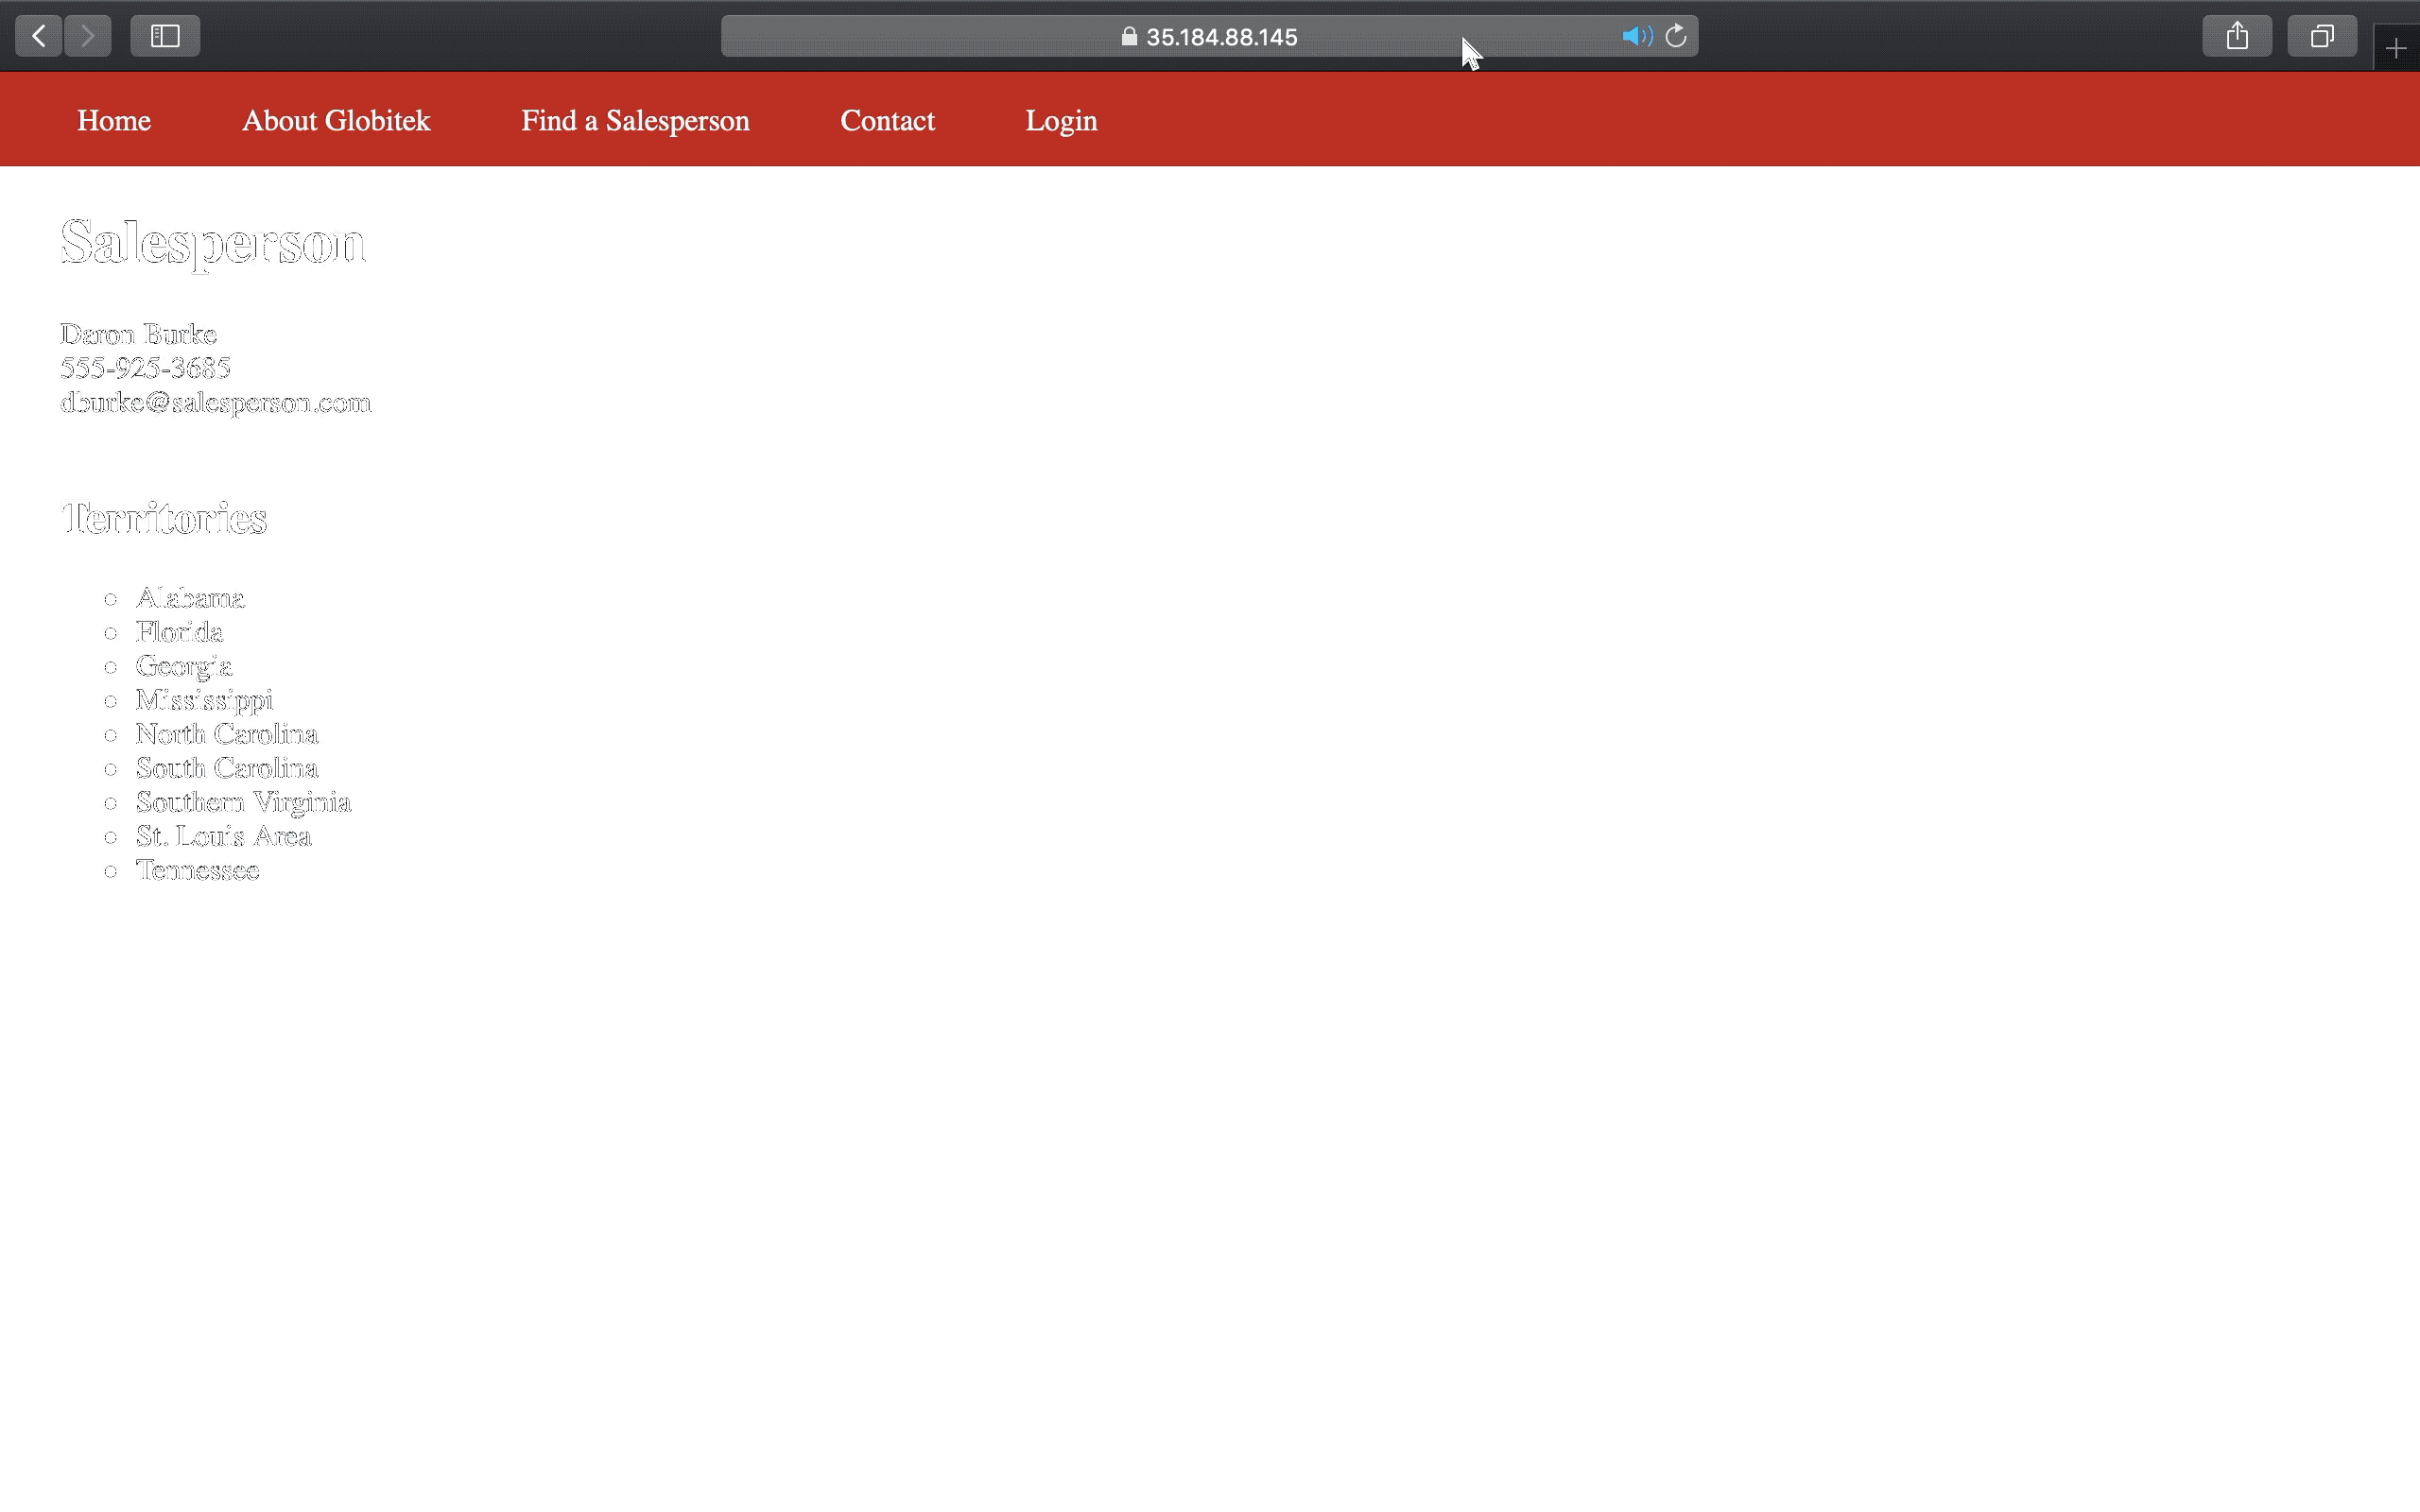 35.184.88.145
Home About Globitek Find a Salesperson Contact Login
Salesperson
Daron Burke
555-925-3685
dburke@salesperson.com
Territories
Alabama
Florida
Georgia
Mississippi
North Carolina
South Carolina
Southern Virginia
St. Louis Area
Tennessee